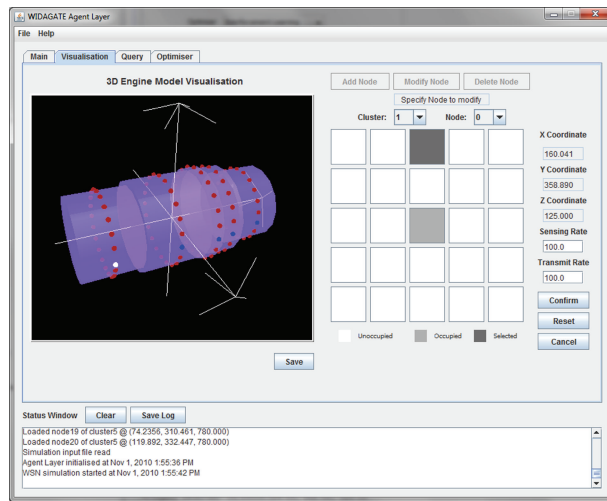 WIDAGATE Agent Layer
File Help
Main Visualisation Query Optimiser
3D Engine Model Visualisation
Add Node Modify Node Delete Node
Specify Node to modify
Cluster: 1 Node: 0
X Coordinate
160.041
Y Coordinate
358.890
Z Coordinate
125.000
Sensing Rate
100.0
Transmit Rate
100.0
Confirm
Reset
Cancel
Unoccupied Occupied Selected
Save
Status Window Clear Save Log
Loaded node19 of cluster5 @ (74.2356, 310.461, 780.000)
Loaded node20 of cluster5 @ (119.892, 332.447, 780.000)
Simulation input file read
Agent Layer initialised at Nov 1, 2010 1:55:36 PM
WSN simulation started at Nov 1, 2010 1:55:42 PM